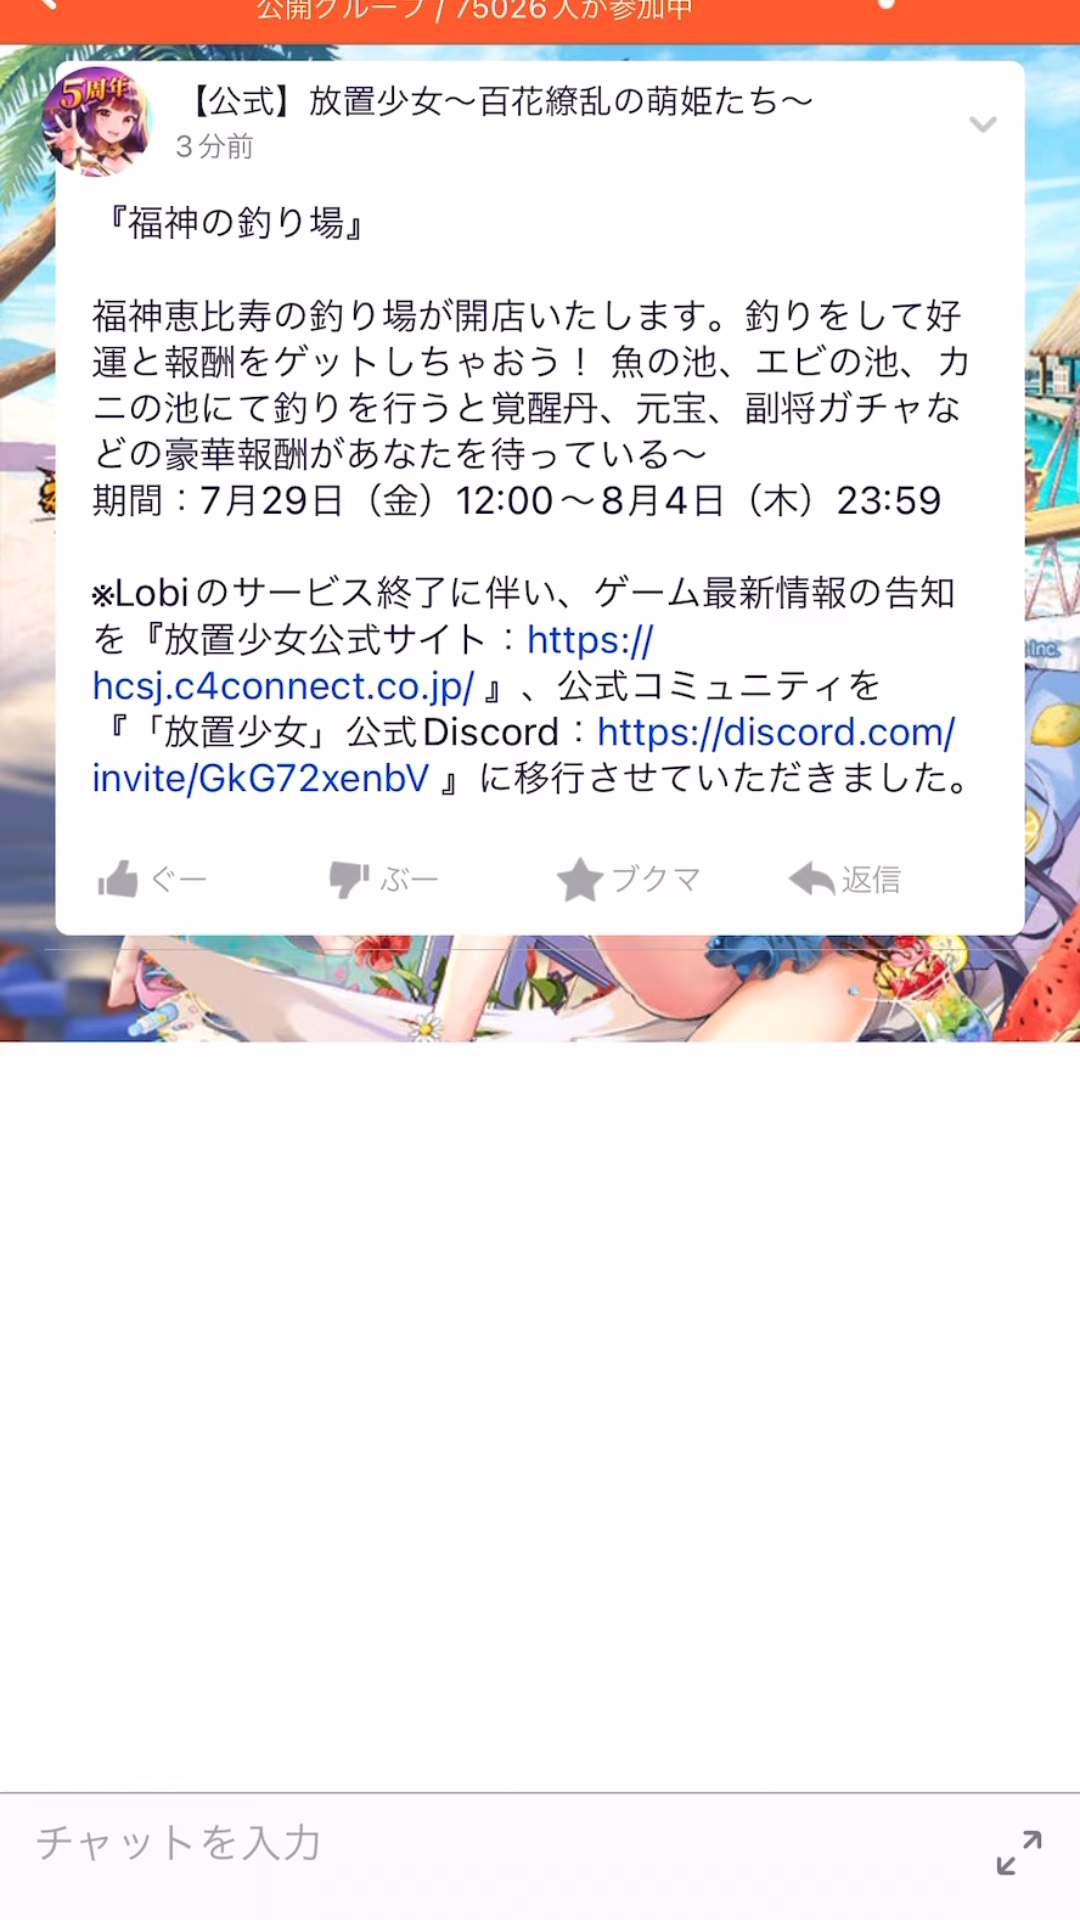 公開グループ / 75026人が参加中
5周年
【公式】放置少女〜百花繚乱の萌姫たち〜
3分前
『福神の釣り場』
福神恵比寿の釣り場が開店いたします。釣りをして好
運と報酬をゲットしちゃおう！ 魚の池、エビの池、カ
ニの池にて釣りを行うと覚醒丹、元宝、副将ガチャな
どの豪華報酬があなたを待っている〜
期間：7月29日（金）12:00〜8月4日（木）23:59
※Lobiのサービス終了に伴い、ゲーム最新情報の告知
を『放置少女公式サイト：https://
hcsj.c4connect.co.jp/ 』、公式コミュニティを
『「放置少女」公式Discord：https://discord.com/
invite/GkG72xenbV 』に移行させていただきました。
Inc.
ぐー
ぶー
ブクマ
返信
チャットを入力